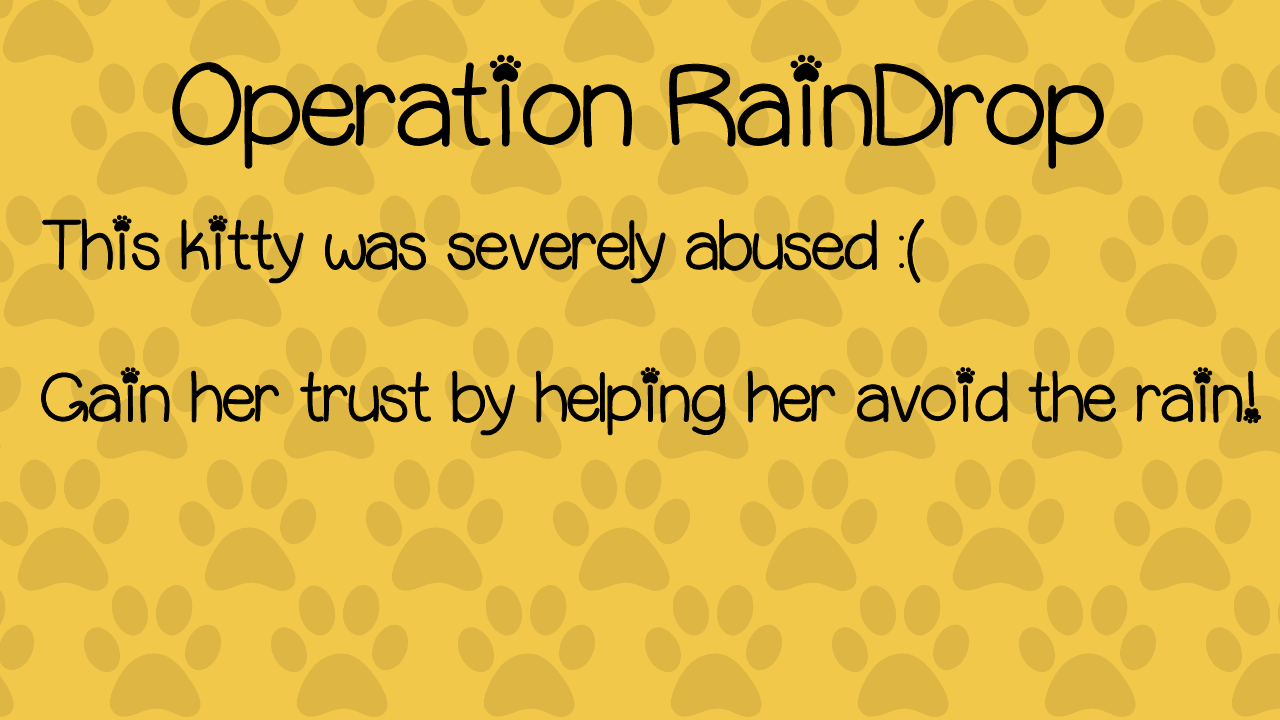 Operation RainDrop
This kitty was severely abused :(
Gain her trust by helping her avoid the rain!